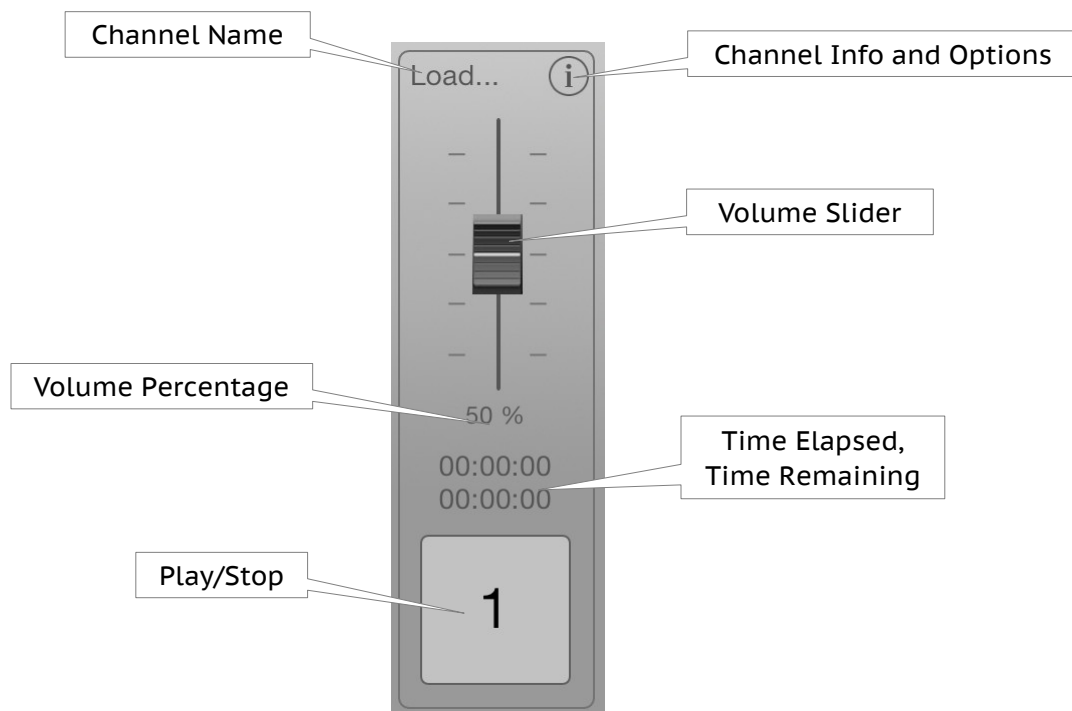 Channel Name
Channel Info and Options
Load...
i
Volume Slider
Volume Percentage
50 %
Time Elapsed,
Time Remaining
00:00:00
00:00:00
Play/Stop
1